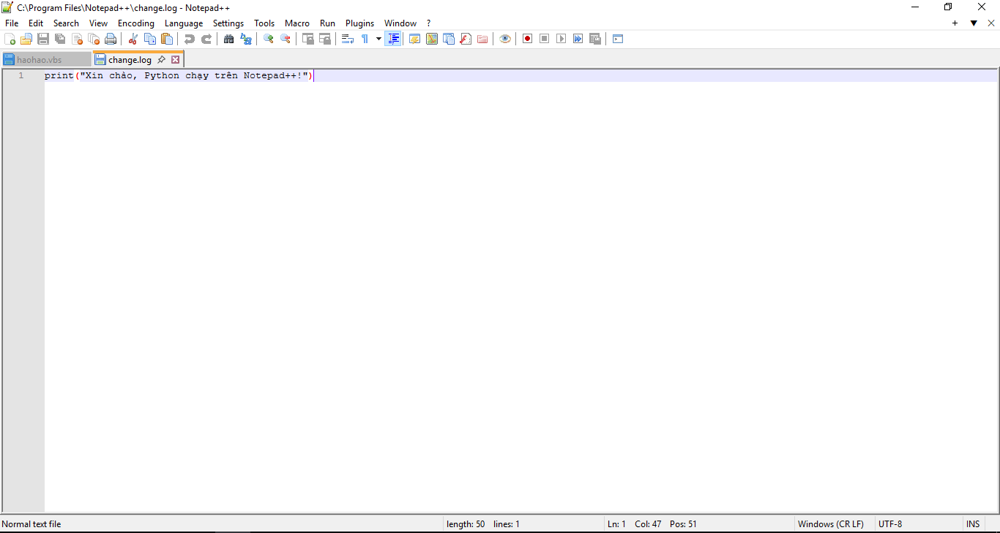 C:\Program Files\Notepad++\change.log - Notepad++
File Edit Search View Encoding Language Settings Tools Macro Run Plugins Window ?
haohao.vbs change.log
1 print("Xin chào, Python chạy trên Notepad++!")
Normal text file length: 50 lines: 1 Ln: 1 Col: 47 Pos: 51 Windows (CR LF) UTF-8 INS